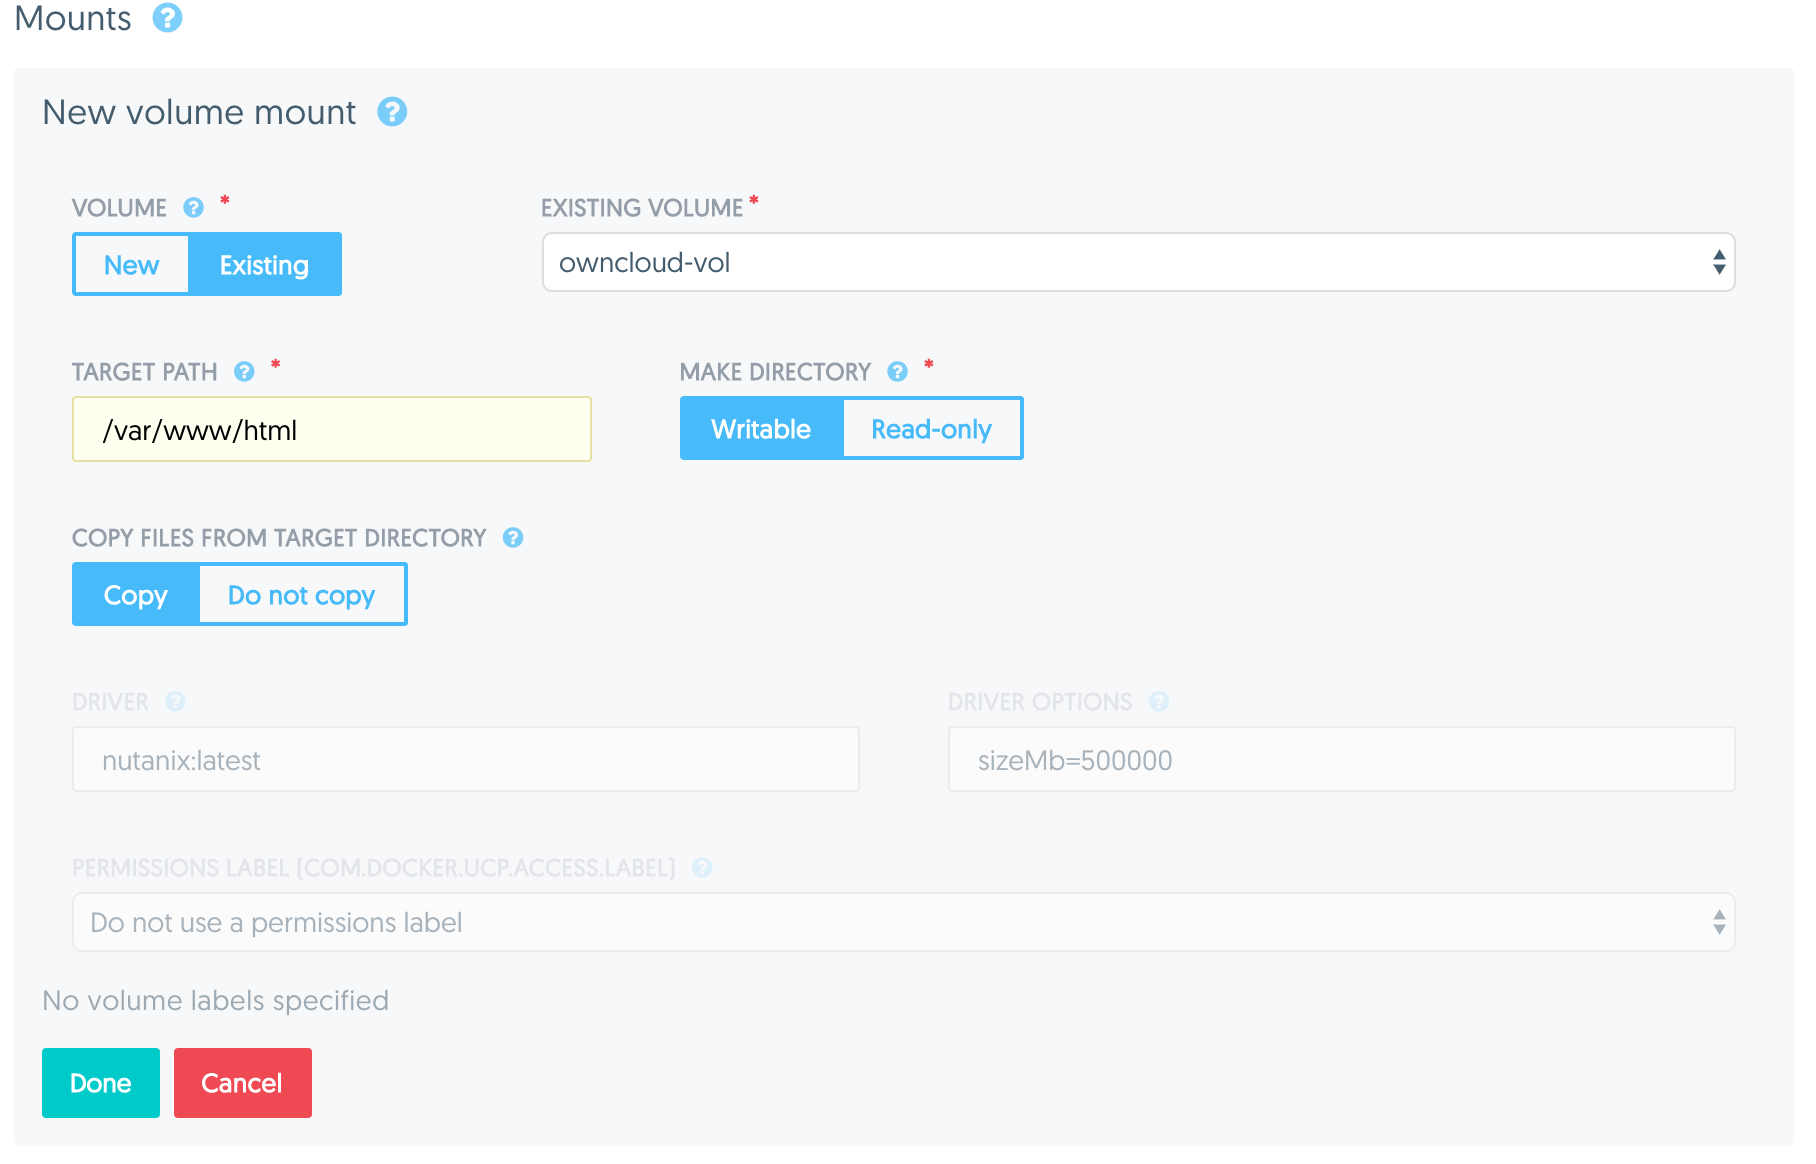 Mounts ?
New volume mount ?
VOLUME ? * EXISTING VOLUME *
New Existing owncloud-vol
TARGET PATH ? * MAKE DIRECTORY ? *
/var/www/html Writable Read-only
COPY FILES FROM TARGET DIRECTORY ?
Copy Do not copy
DRIVER ? DRIVER OPTIONS ?
nutanix:latest sizeMb=500000
PERMISSIONS LABEL (COM.DOCKER.UCP.ACCESS.LABEL) ?
Do not use a permissions label
No volume labels specified
Done Cancel